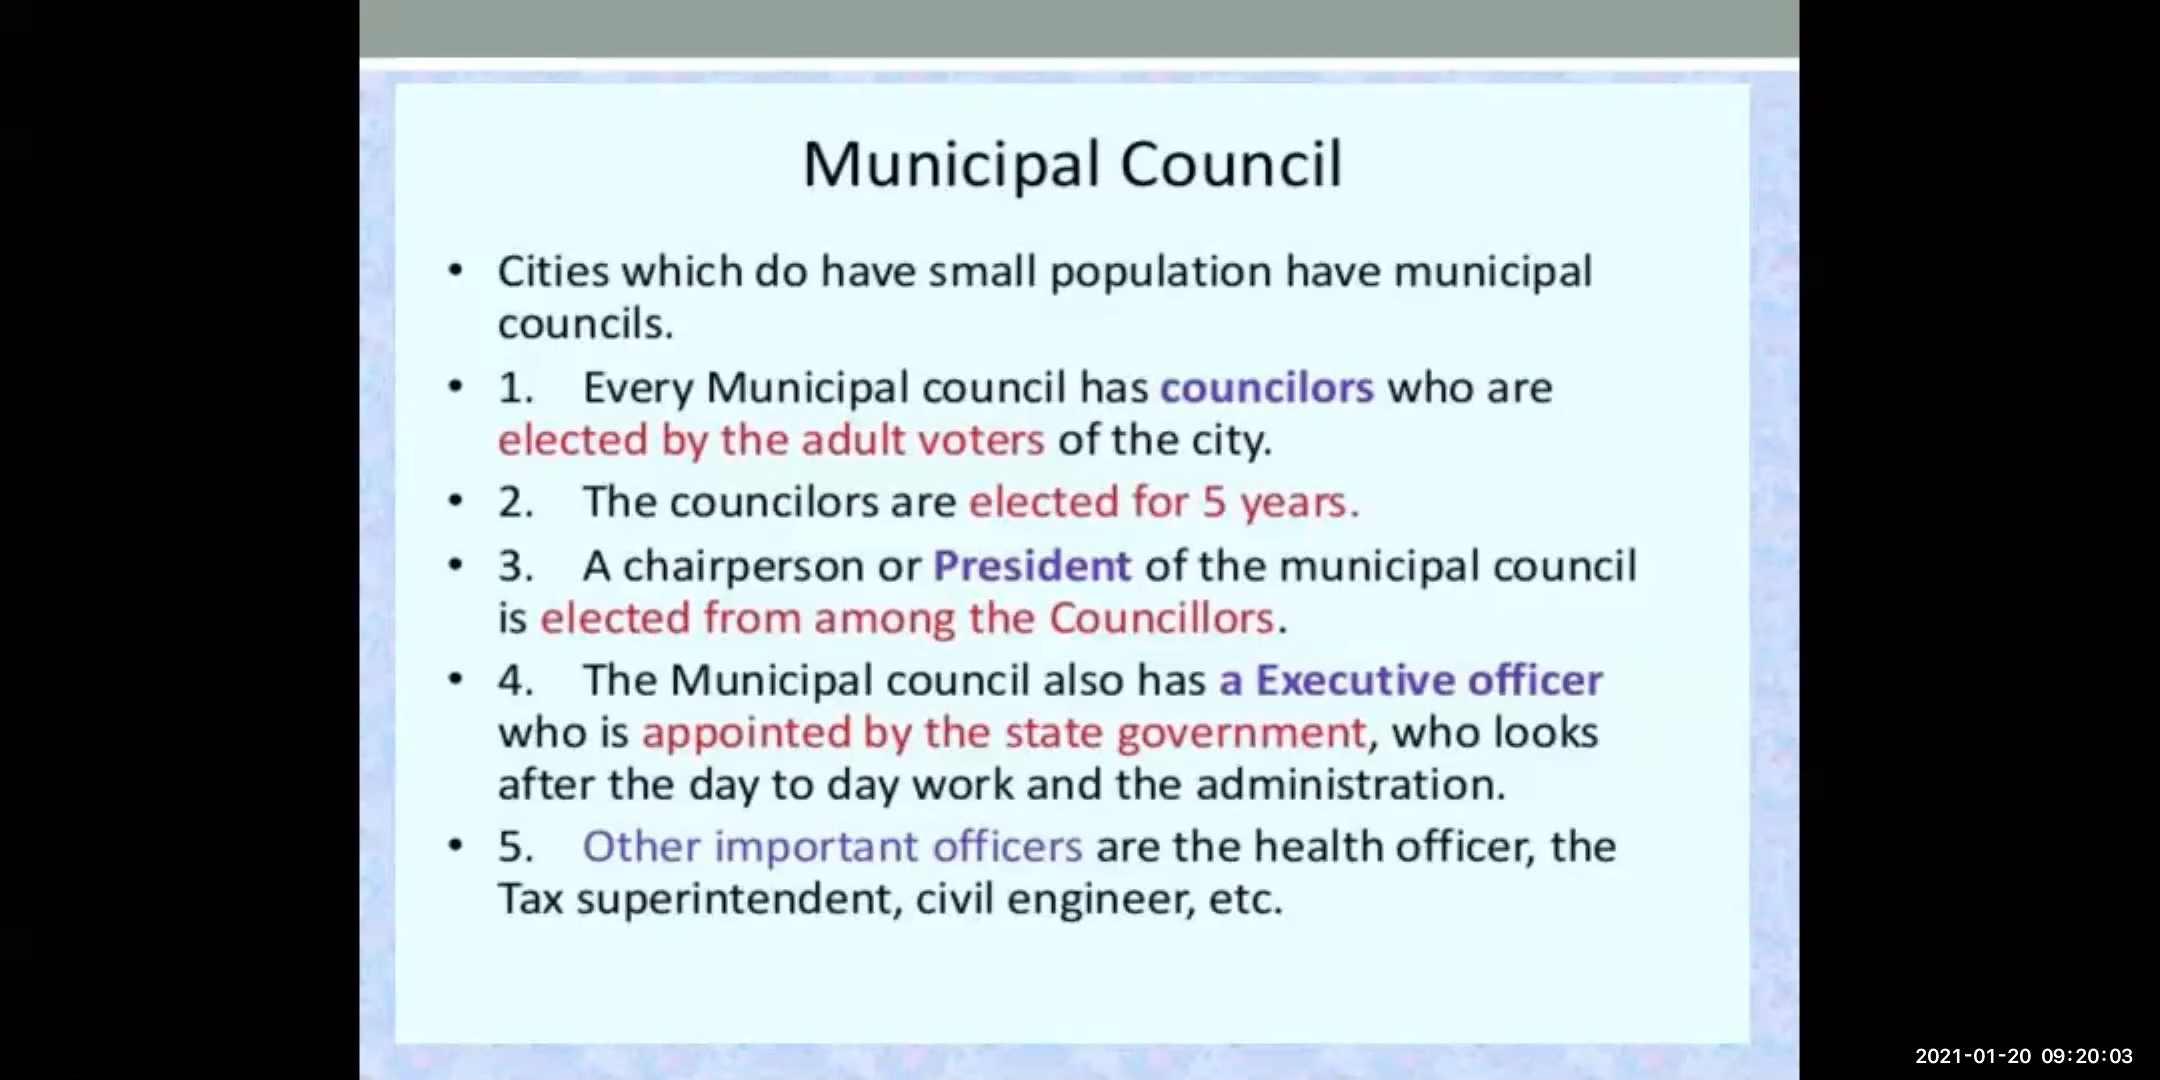 Municipal Council
• Cities which do have small population have municipal
councils.
• 1. Every Municipal council has councilors who are
elected by the adult voters of the city.
• 2. The councilors are elected for 5 years.
• 3. A chairperson or President of the municipal council
is elected from among the Councillors.
• 4. The Municipal council also has a Executive officer
who is appointed by the state government, who looks
after the day to day work and the administration.
• 5. Other important officers are the health officer, the
Tax superintendent, civil engineer, etc.
2021-01-20 09:20:03